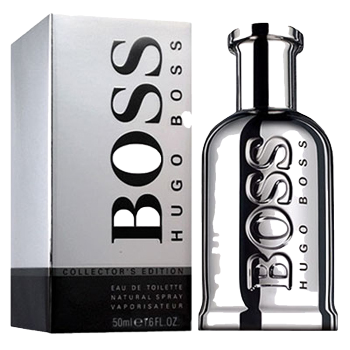 BOSS
HUGO BOSS
COLLECTOR'S EDITION
EAU DE TOILETTE
NATURAL SPRAY
VAPORISATEUR
50ml ℮ 1.6 FL.OZ
BOSS
HUGO BOSS